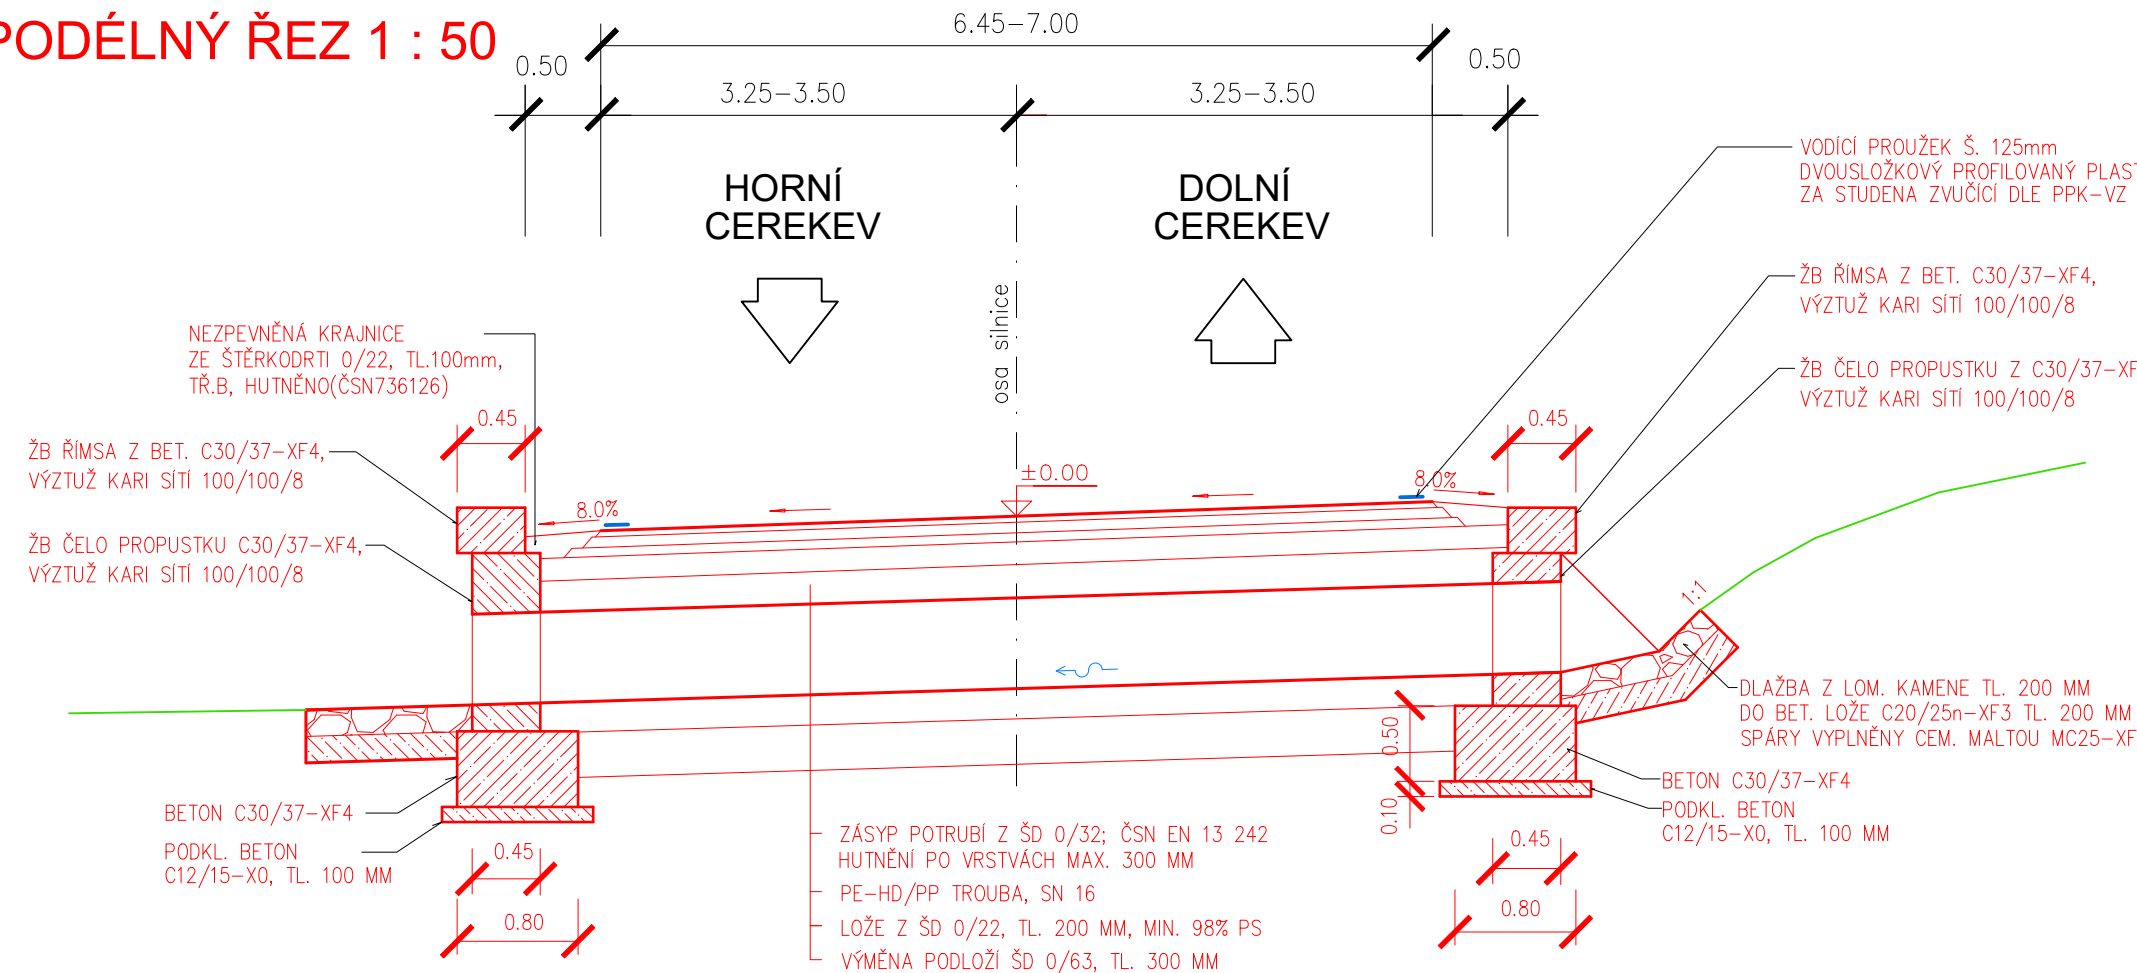 PODÉLNÝ ŘEZ 1 : 50
6.45-7.00
0.50
0.50
3.25-3.50
3.25-3.50
HORNÍ
CEREKEV
DOLNÍ
CEREKEV
osa silnice
VODÍCÍ PROUŽEK Š. 125mm
DVOUSLOŽKOVÝ PROFILOVANÝ PLAST
ZA STUDENA ZVUČÍCÍ DLE PPK-VZ
ŽB ŘÍMSA Z BET. C30/37-XF4,
VÝZTUŽ KARI SÍTÍ 100/100/8
ŽB ČELO PROPUSTKU Z C30/37-XF
VÝZTUŽ KARI SÍTÍ 100/100/8
NEZPEVNĚNÁ KRAJNICE
ZE ŠTĚRKODRTI 0/22, TL.100mm,
TŘ.B, HUTNĚNO(ČSN736126)
0.45
0.45
ŽB ŘÍMSA Z BET. C30/37-XF4,
VÝZTUŽ KARI SÍTÍ 100/100/8
±0.00
8.0%
8.0%
ŽB ČELO PROPUSTKU C30/37-XF4,
VÝZTUŽ KARI SÍTÍ 100/100/8
1:1
DLAŽBA Z LOM. KAMENE TL. 200 MM
DO BET. LOŽE C20/25n-XF3 TL. 200 MM
SPÁRY VYPLNĚNY CEM. MALTOU MC25-XF
0.50
0.10
BETON C30/37-XF4
PODKL. BETON
C12/15-X0, TL. 100 MM
BETON C30/37-XF4
PODKL. BETON
C12/15-X0, TL. 100 MM
0.45
0.80
0.45
0.80
ZÁSYP POTRUBÍ Z ŠD 0/32; ČSN EN 13 242
HUTNĚNÍ PO VRSTVÁCH MAX. 300 MM
PE-HD/PP TROUBA, SN 16
LOŽE Z ŠD 0/22, TL. 200 MM, MIN. 98% PS
VÝMĚNA PODLOŽÍ ŠD 0/63, TL. 300 MM